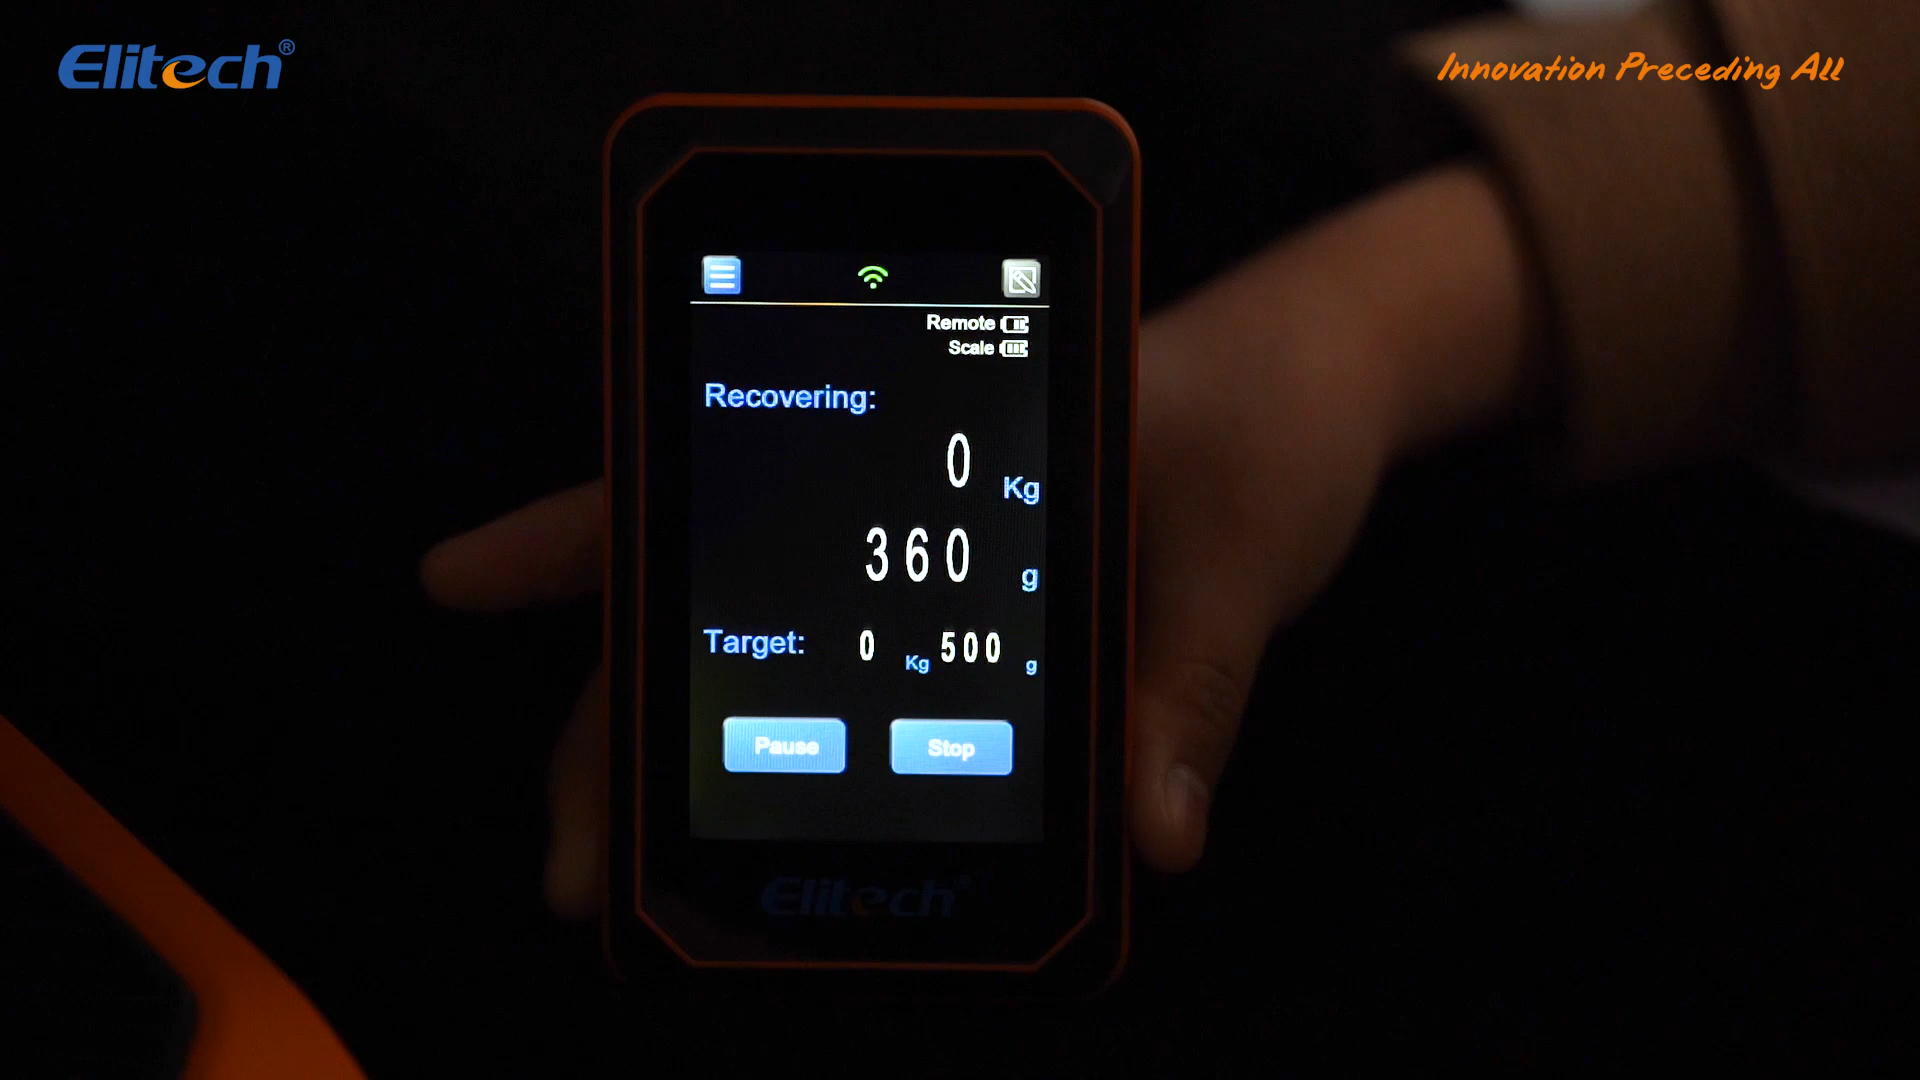 Elitech®
Innovation Preceding All
Remote
Scale
Recovering:
0 Kg
360 g
Target: 0 Kg 500 g
Pause Stop
Elitech®